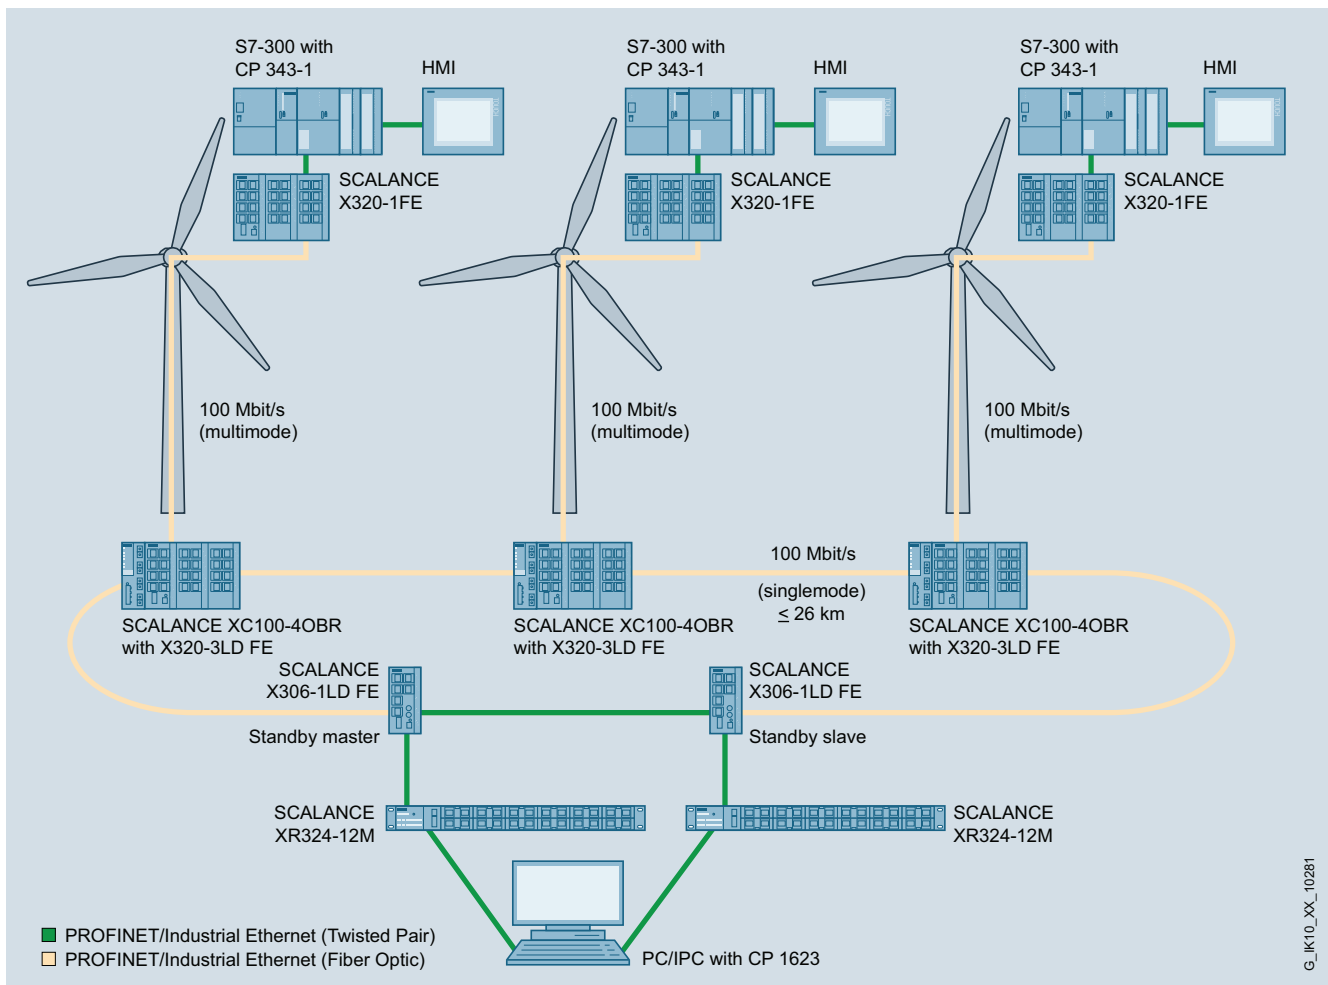 S7-300 with
CP 343-1
HMI
S7-300 with
CP 343-1
HMI
S7-300 with
CP 343-1
HMI
SCALANCE
X320-1FE
SCALANCE
X320-1FE
SCALANCE
X320-1FE
100 Mbit/s
(multimode)
100 Mbit/s
(multimode)
100 Mbit/s
(multimode)
100 Mbit/s
(singlemode)
≤ 26 km
SCALANCE XC100-4OBR
with X320-3LD FE
SCALANCE XC100-4OBR
with X320-3LD FE
SCALANCE XC100-4OBR
with X320-3LD FE
SCALANCE
X306-1LD FE
SCALANCE
X306-1LD FE
Standby master
Standby slave
SCALANCE
XR324-12M
SCALANCE
XR324-12M
PROFINET/Industrial Ethernet (Twisted Pair)
PROFINET/Industrial Ethernet (Fiber Optic)
PC/IPC with CP 1623
G_IK10_XX_10281